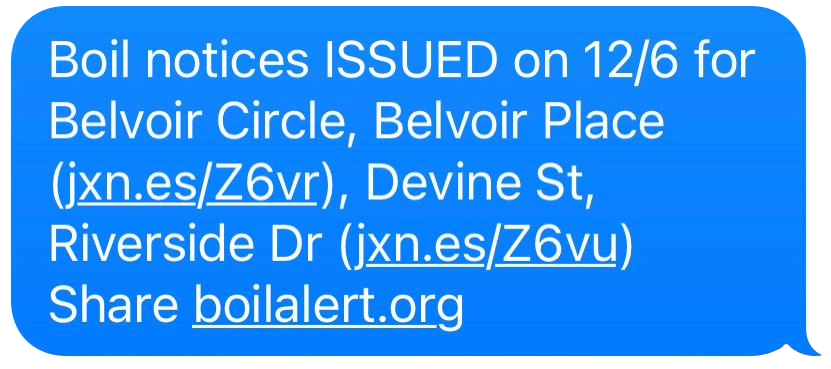 Boil notices ISSUED on 12/6 for
Belvoir Circle, Belvoir Place
(jxn.es/Z6vr), Devine St,
Riverside Dr (jxn.es/Z6vu)
Share boilalert.org